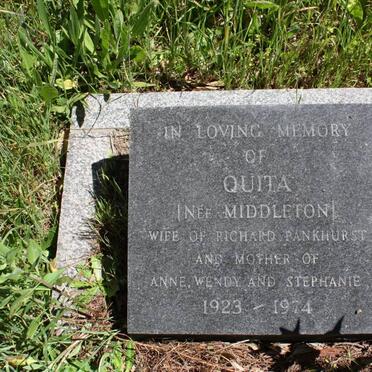 IN LOVING MEMORY
OF
QUITA
[NÉE MIDDLETON]
WIFE OF RICHARD PANKHURST
AND MOTHER OF
ANNE, WENDY AND STEPHANIE
1923 - 1974